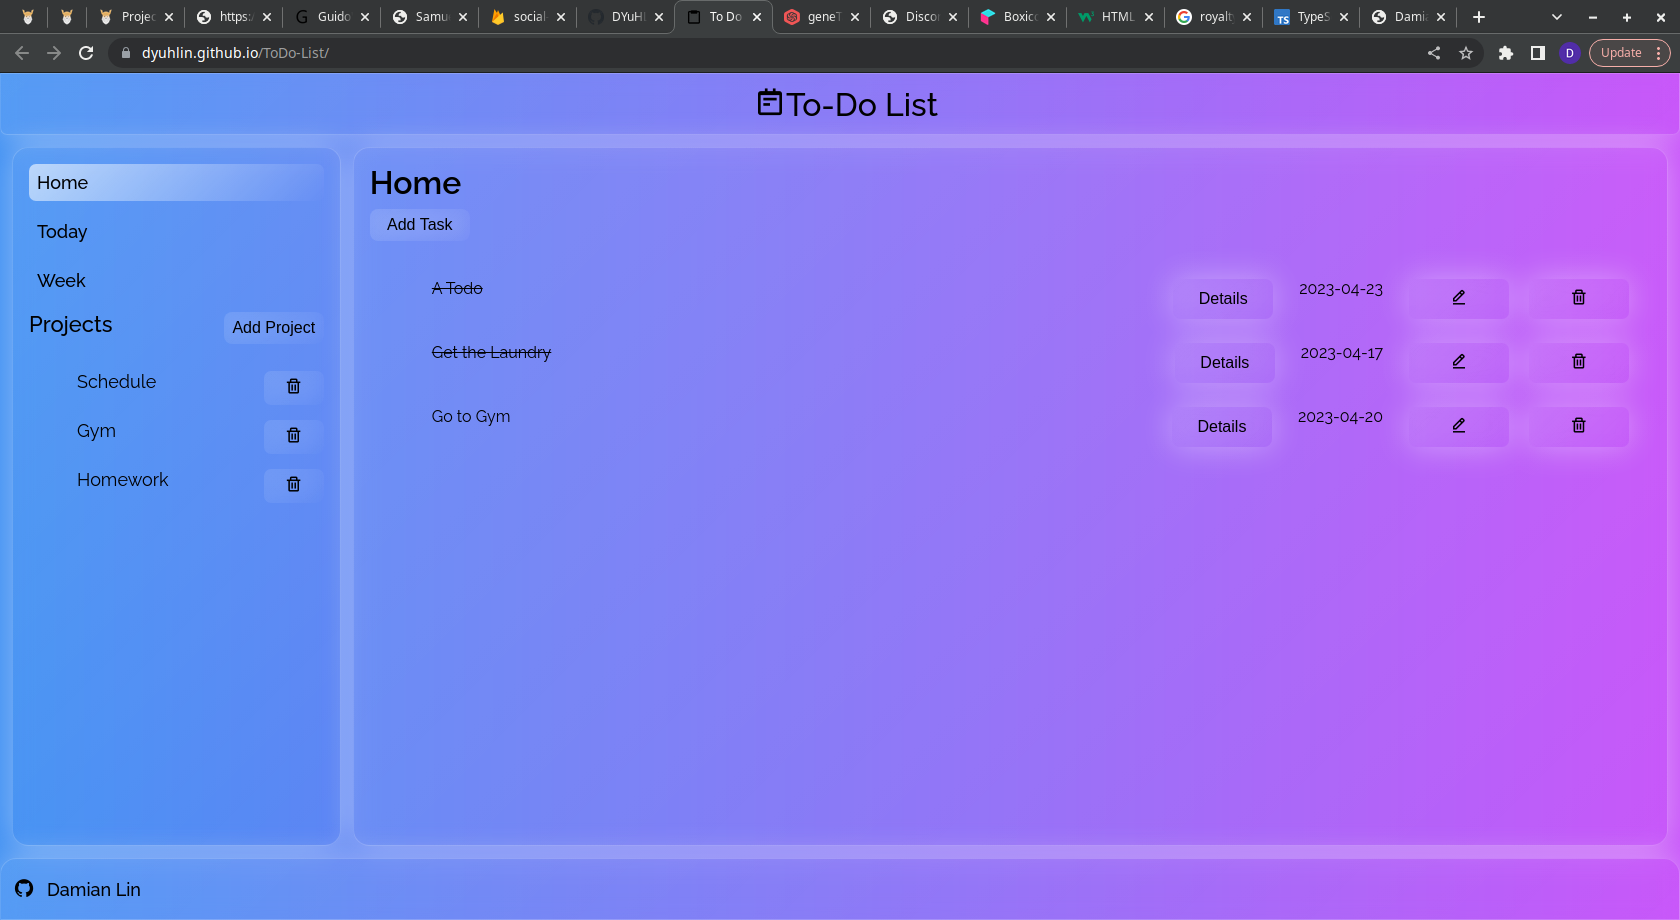 Projec
https:
Guido
Samu
social-
DYuHl
To Do
geneT
Discor
Boxico
HTML
royalt
TypeS
Damia
dyuhlin.github.io/ToDo-List/
D
Update
To-Do List
Home
Today
Week
Projects
Add Project
Schedule
Gym
Homework
Home
Add Task
A Todo Details 2023-04-23
Get the Laundry Details 2023-04-17
Go to Gym Details 2023-04-20
Damian Lin